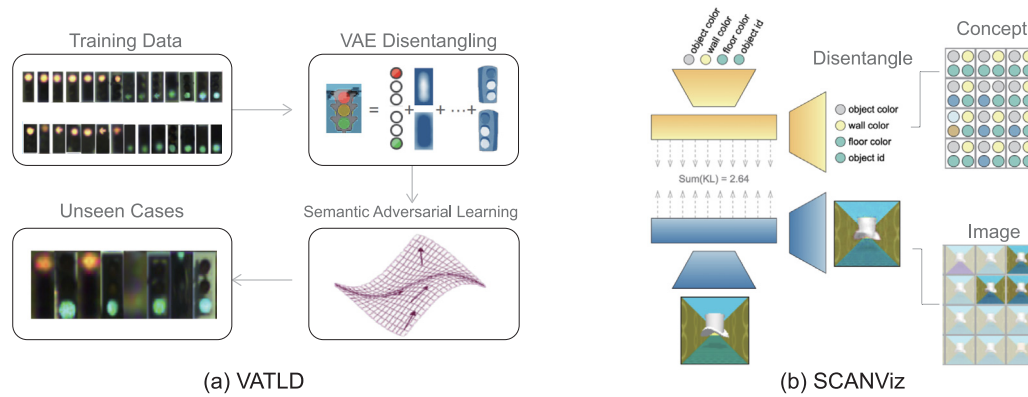 Training Data
VAE Disentangling
=
+
+ ... +
+
+ ... +
Unseen Cases
Semantic Adversarial Learning
(a) VATLD
object color
wall color
floor color
object id
Disentangle
Concept
object color
wall color
floor color
object id
Sum(KL) = 2.64
Image
(b) SCANViz